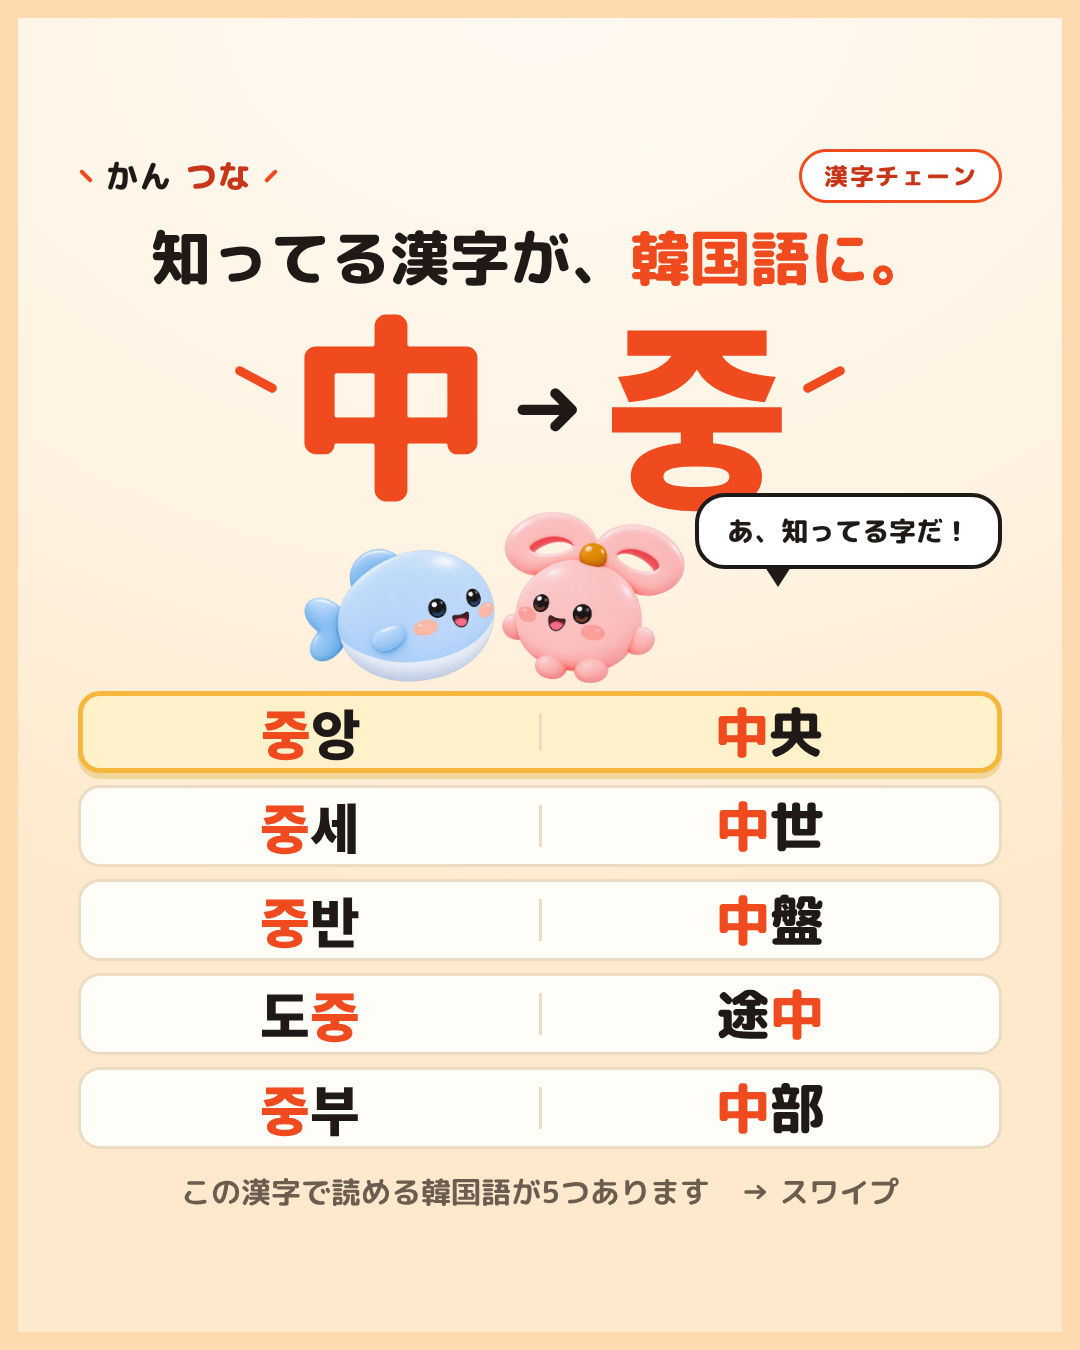 かん つな
漢字チェーン
知ってる漢字が、韓国語に。
中 → 중
あ、知ってる字だ！
중앙 中央
중세 中世
중반 中盤
도중 途中
중부 中部
この漢字で読める韓国語が5つあります → スワイプ